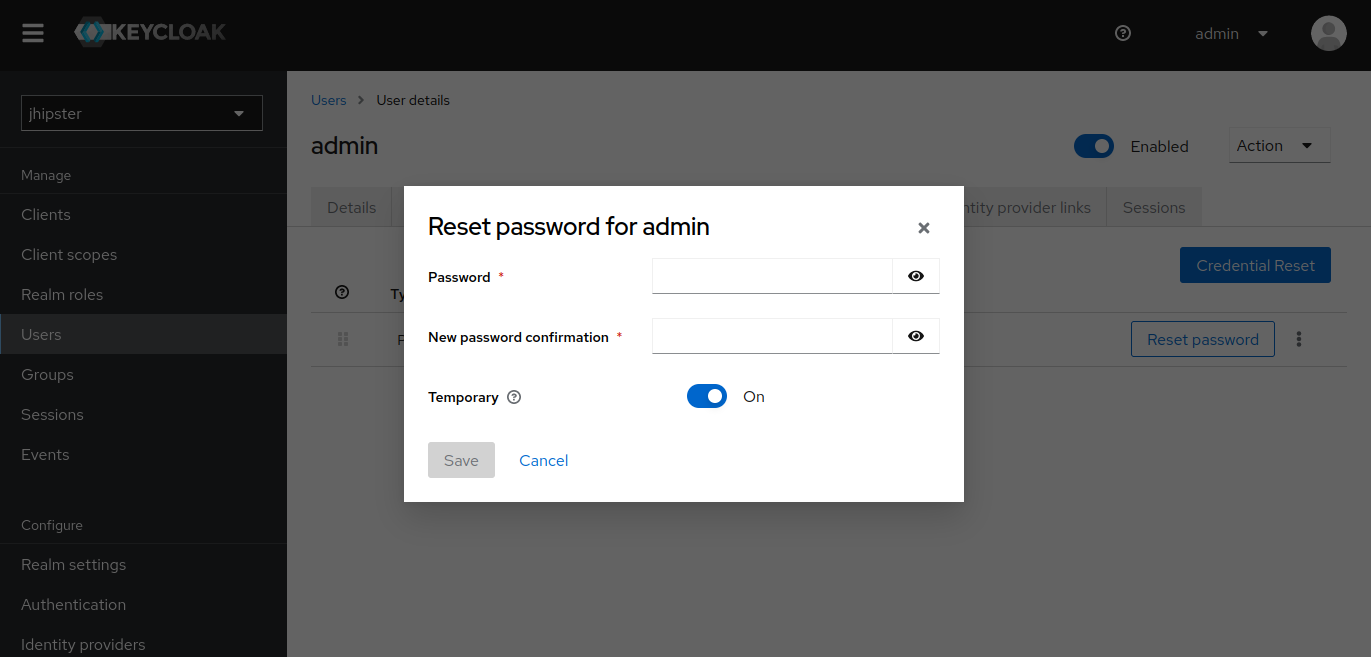 KEYCLOAK
admin
jhipster
Manage
Clients
Client scopes
Realm roles
Users
Groups
Sessions
Events
Configure
Realm settings
Authentication
Identity providers
Users > User details
admin
Enabled
Action
Details
tity provider links
Sessions
Credential Reset
Ty
Reset password
Reset password for admin
Password *
New password confirmation *
Temporary
On
Save
Cancel